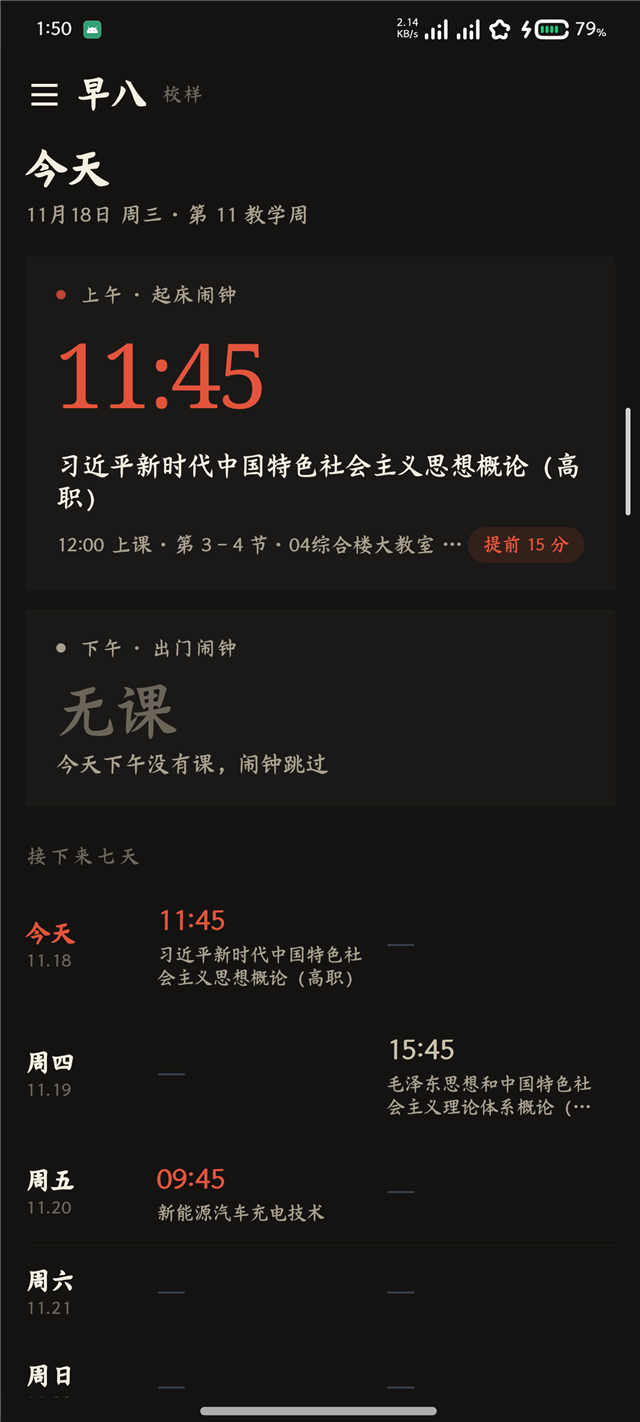 1:50
2.14 KB/s
79%
早八 校样
今天
11月18日 周三 · 第 11 教学周
上午 · 起床闹钟
11:45
习近平新时代中国特色社会主义思想概论（高
职）
12:00 上课 · 第 3 – 4 节 · 04综合楼大教室 ··· 提前 15 分
下午 · 出门闹钟
无课
今天下午没有课，闹钟跳过
接下来七天
今天
11.18
11:45
习近平新时代中国特色社
会主义思想概论（高职）
—
周四
11.19
—
15:45
毛泽东思想和中国特色社
会主义理论体系概论（···
周五
11.20
09:45
新能源汽车充电技术
—
周六
11.21
—
—
周日
—
—